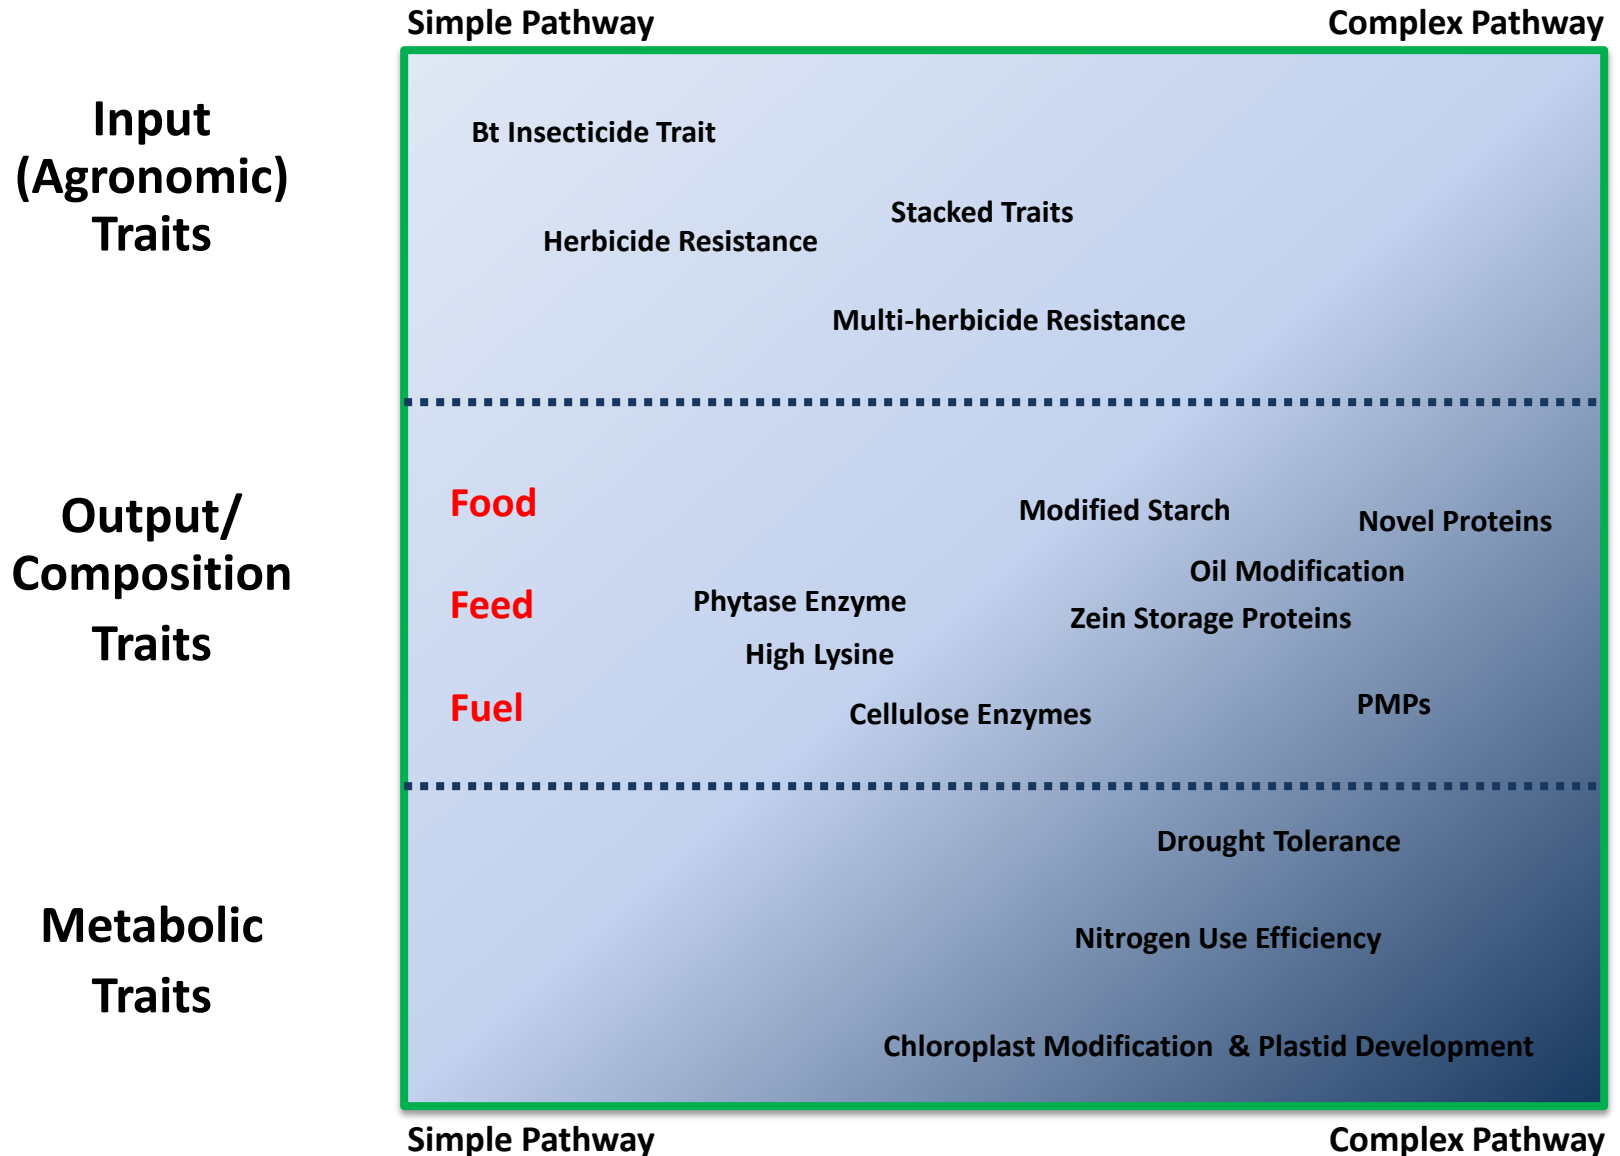 Simple Pathway
Complex Pathway
Input
(Agronomic)
Traits
Bt Insecticide Trait
Stacked Traits
Herbicide Resistance
Multi-herbicide Resistance
Output/
Composition
Traits
Food
Modified Starch
Novel Proteins
Oil Modification
Feed
Phytase Enzyme
Zein Storage Proteins
High Lysine
Fuel
Cellulose Enzymes
PMPs
Metabolic
Traits
Drought Tolerance
Nitrogen Use Efficiency
Chloroplast Modification & Plastid Development
Simple Pathway
Complex Pathway